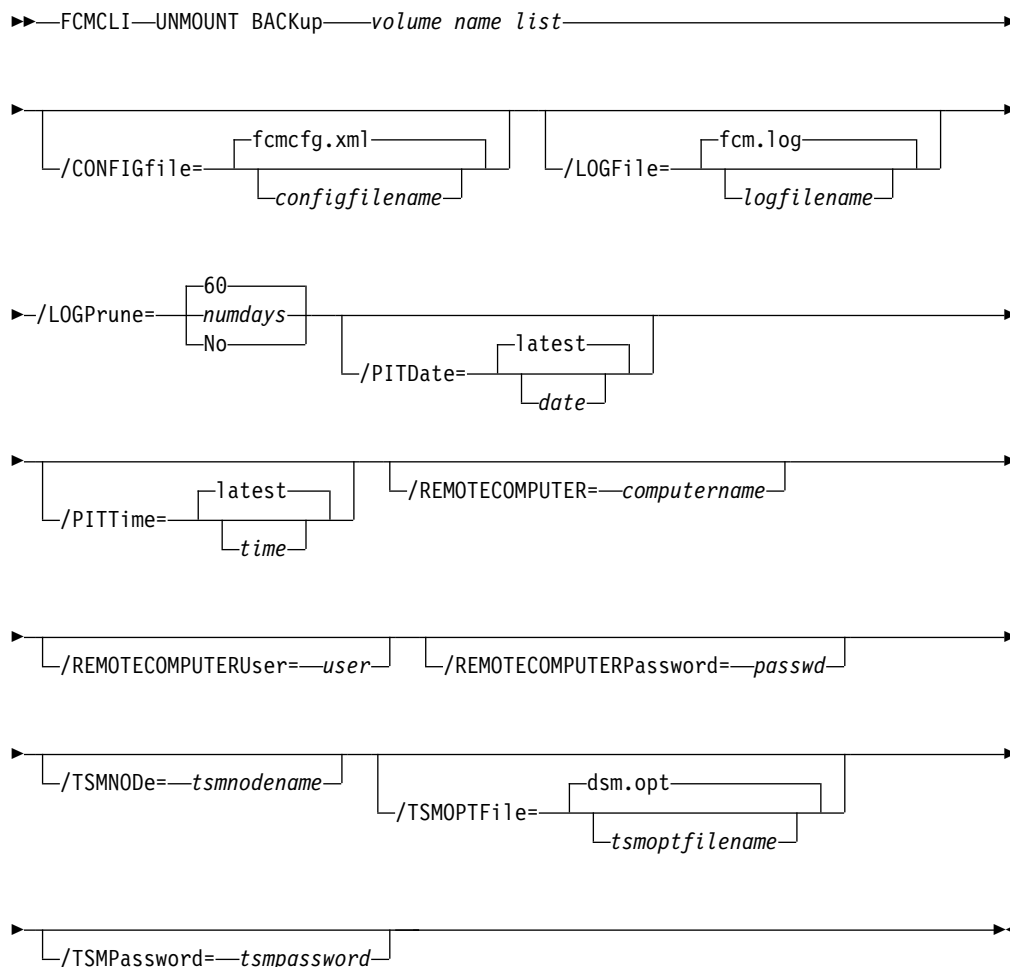 FCMCLI UNMOUNT BACKup volume name list
fcmcfg.xml fcm.log
/CONFIGfile= /LOGFile=
configfilename logfilename
60
/LOGPrune= numdays
No latest
/PITDate=
date
latest /REMOTECOMPUTER= computername
/PITTime=
time
/REMOTECOMPUTERUser= user /REMOTECOMPUTERPassword= passwd
/TSMNODe= tsmnodename dsm.opt
/TSMOPTFile=
tsmoptfilename
/TSMPassword= tsmpassword